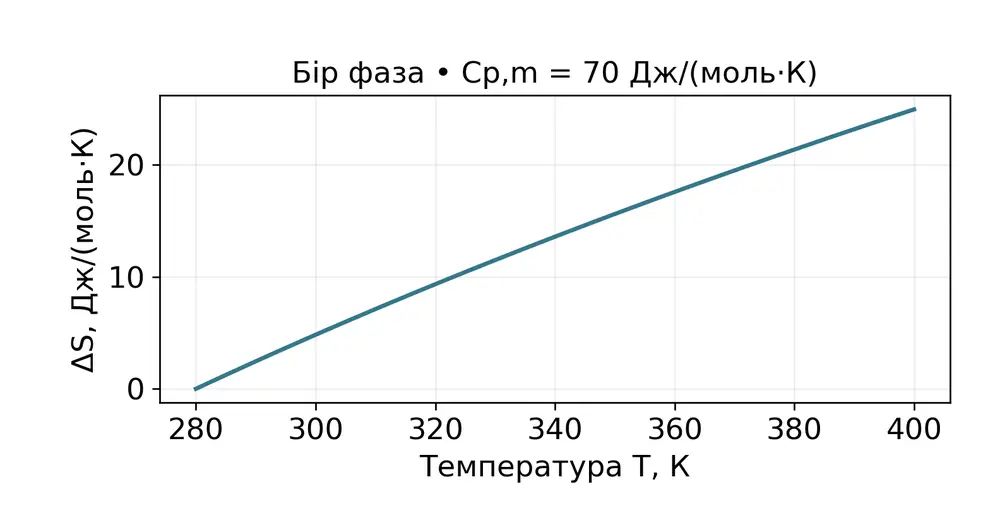 Бір фаза • Cp,m = 70 Дж/(моль·К)
ΔS, Дж/(моль·К)
20
10
0
280 300 320 340 360 380 400
Температура T, К